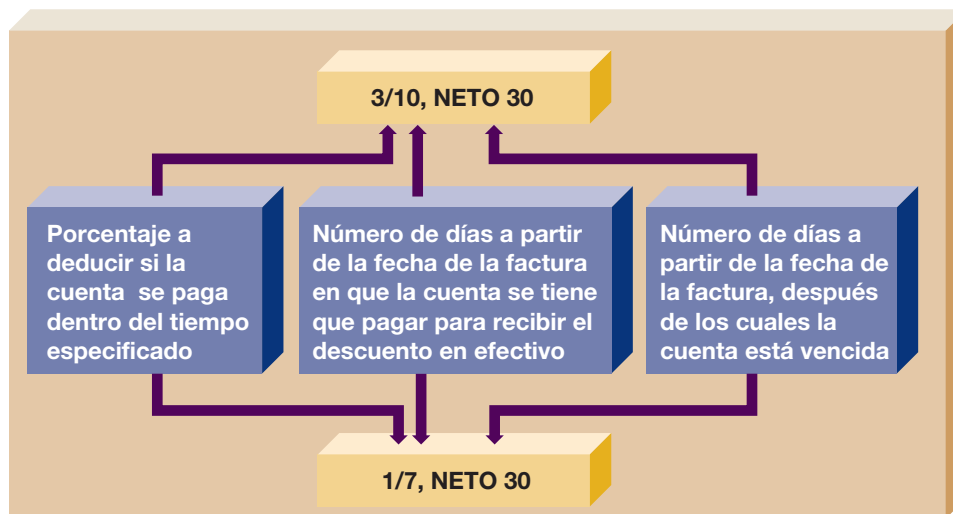 3/10, NETO 30
Porcentaje a
deducir si la
cuenta se paga
dentro del tiempo
especificado
Número de días a partir
de la fecha de la factura
en que la cuenta se tiene
que pagar para recibir el
descuento en efectivo
Número de días a
partir de la fecha de
la factura, después
de los cuales la
cuenta está vencida
1/7, NETO 30